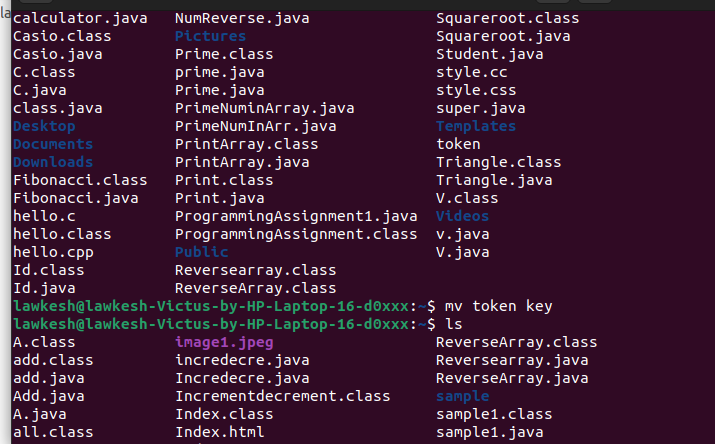 la
calculator.java NumReverse.java Squareroot.class
Casio.class Pictures Squareroot.java
Casio.java Prime.class Student.java
C.class prime.java style.cc
C.java Prime.java style.css
class.java PrimeNuminArray.java super.java
Desktop PrimeNumInArr.java Templates
Documents PrintArray.class token
Downloads PrintArray.java Triangle.class
Fibonacci.class Print.class Triangle.java
Fibonacci.java Print.java V.class
hello.c ProgrammingAssignment1.java Videos
hello.class ProgrammingAssignment.class v.java
hello.cpp Public V.java
Id.class Reversearray.class
Id.java ReverseArray.class
lawkesh@lawkesh-Victus-by-HP-Laptop-16-d0xxx:~$ mv token key
lawkesh@lawkesh-Victus-by-HP-Laptop-16-d0xxx:~$ ls
A.class image1.jpeg ReverseArray.class
add.class incredecre.java Reversearray.java
add.java Incredecre.java ReverseArray.java
Add.java Incrementdecrement.class sample
A.java Index.class sample1.class
all.class Index.html sample1.java